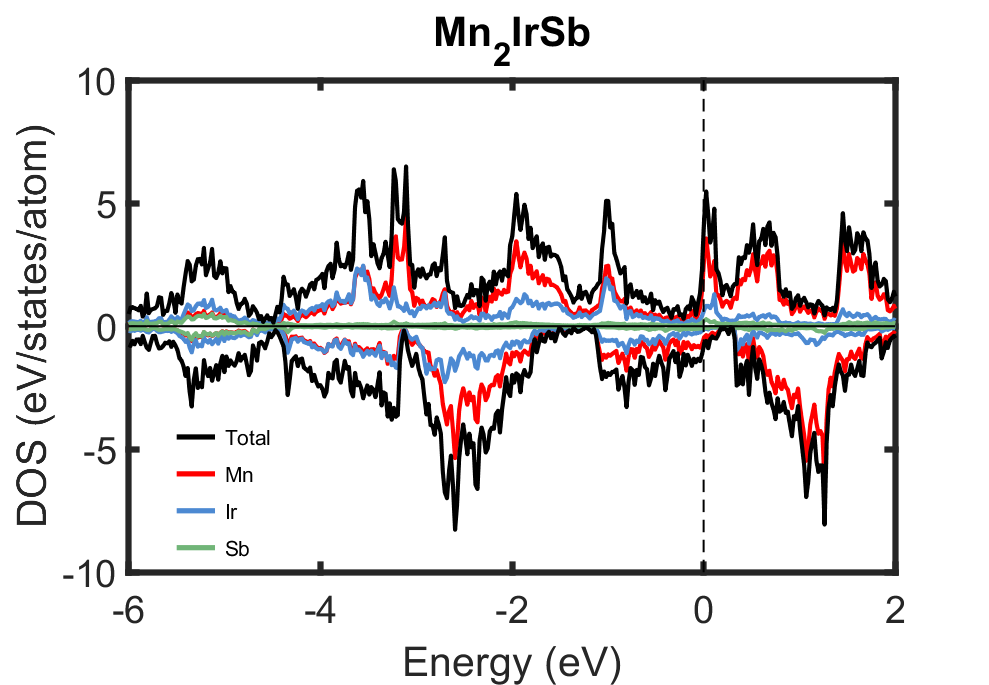 Mn2IrSb
10
5
0
-5
-10
DOS (eV/states/atom)
Total
Mn
Ir
Sb
-6 -4 -2 0 2
Energy (eV)